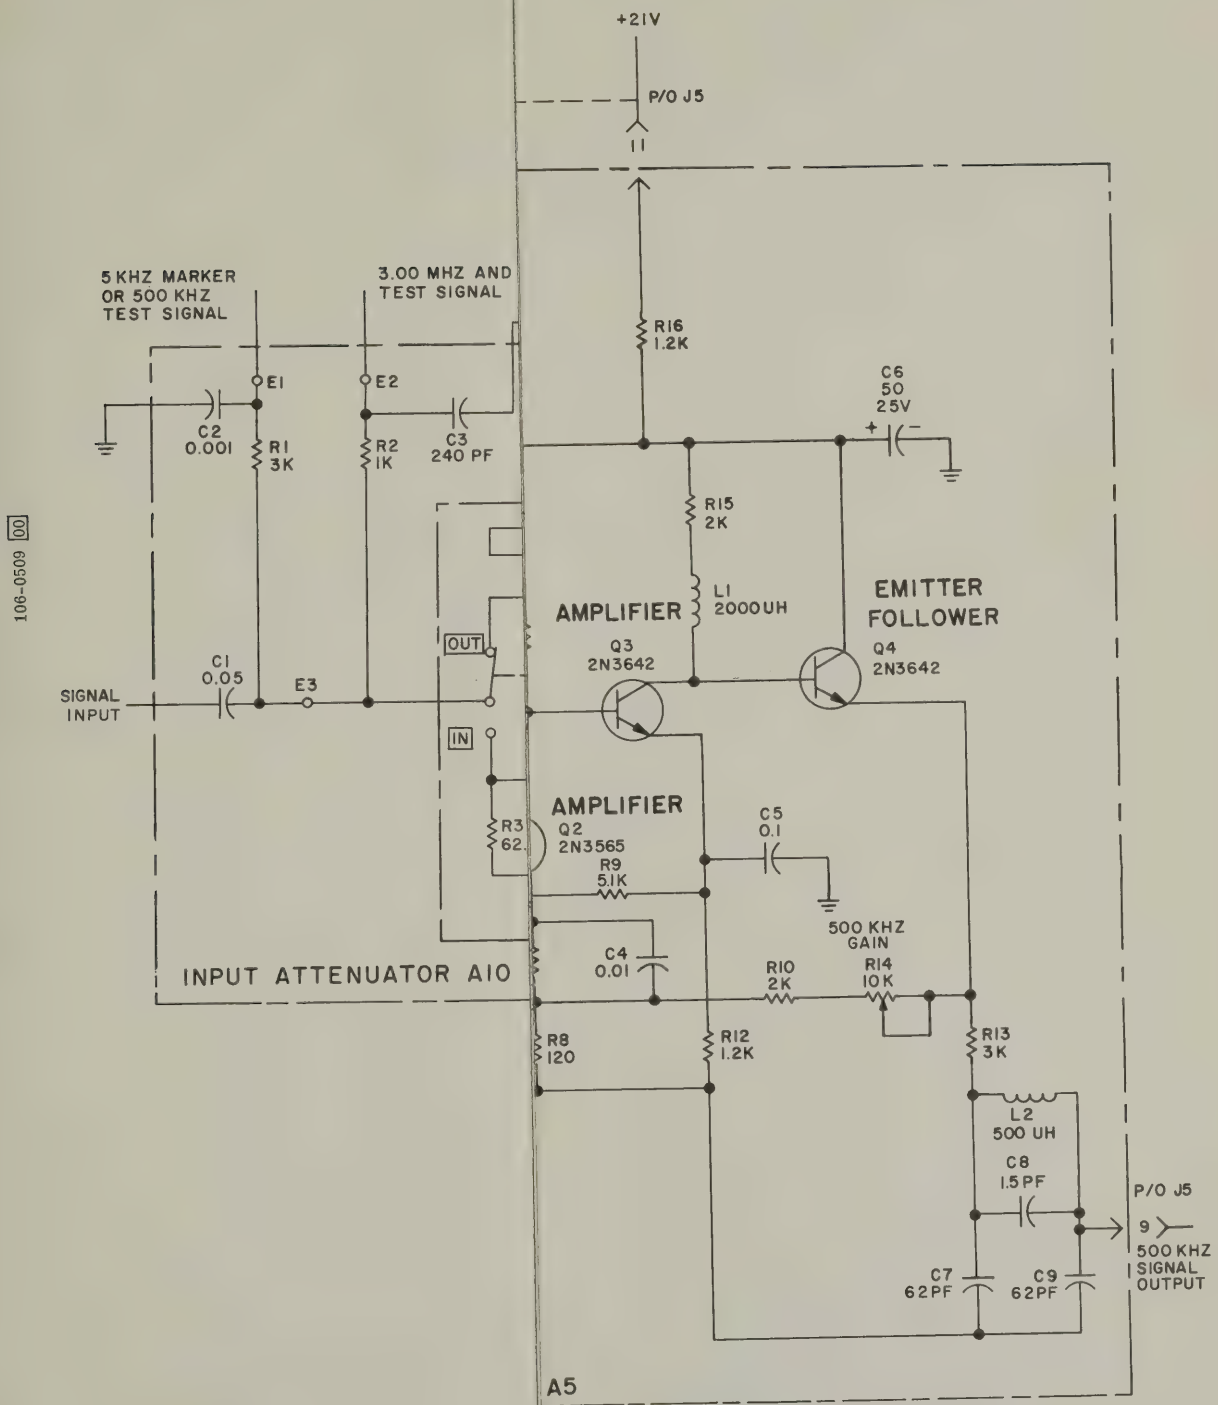 +21V
P/O J5
11
5 KHZ MARKER
OR 500 KHZ
TEST SIGNAL
3.00 MHZ AND
TEST SIGNAL
R16
1.2K
E1
E2
C2
0.001
R1
3K
R2
1K
C3
240 PF
C6
50
25V
+ -
R15
2K
106-0509 00
L1
2000UH
AMPLIFIER
EMITTER
FOLLOWER
Q3
2N3642
Q4
2N3642
OUT
C1
0.05
E3
SIGNAL
INPUT
IN
AMPLIFIER
R3
62.
Q2
2N3565
C5
0.1
R9
5.1K
500 KHZ
GAIN
C4
0.01
R10
2K
R14
10K
INPUT ATTENUATOR A10
R8
120
R12
1.2K
R13
3K
L2
500 UH
C8
1.5PF
P/O J5
9
500 KHZ
SIGNAL
OUTPUT
C7
62PF
C9
62PF
A5